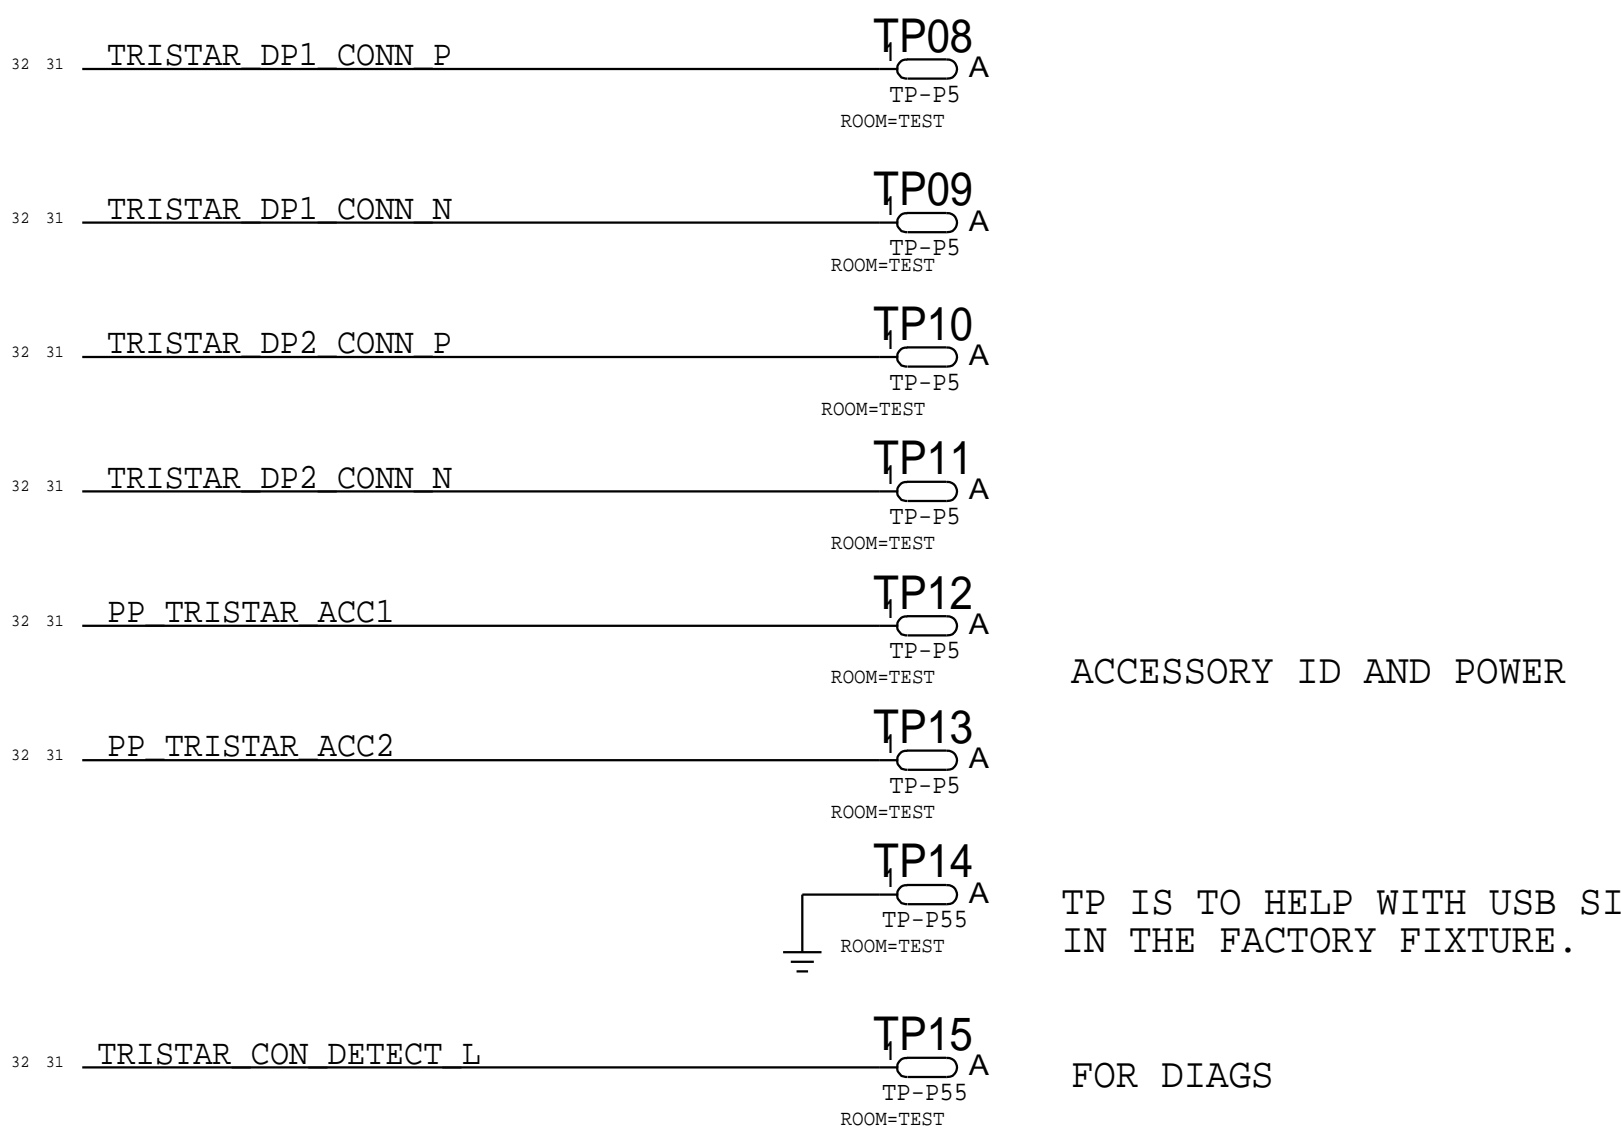 TP08
32 31 TRISTAR_DP1_CONN_P 1 A
TP-P5
ROOM=TEST
TP09
32 31 TRISTAR_DP1_CONN_N 1 A
TP-P5
ROOM=TEST
TP10
32 31 TRISTAR_DP2_CONN_P 1 A
TP-P5
ROOM=TEST
TP11
32 31 TRISTAR_DP2_CONN_N 1 A
TP-P5
ROOM=TEST
TP12
32 31 PP_TRISTAR_ACC1 1 A
TP-P5
ROOM=TEST
ACCESSORY ID AND POWER
TP13
32 31 PP_TRISTAR_ACC2 1 A
TP-P5
ROOM=TEST
TP14
1 A
TP-P55
ROOM=TEST
TP IS TO HELP WITH USB SI
IN THE FACTORY FIXTURE.
TP15
32 31 TRISTAR_CON_DETECT_L 1 A
TP-P55
ROOM=TEST
FOR DIAGS